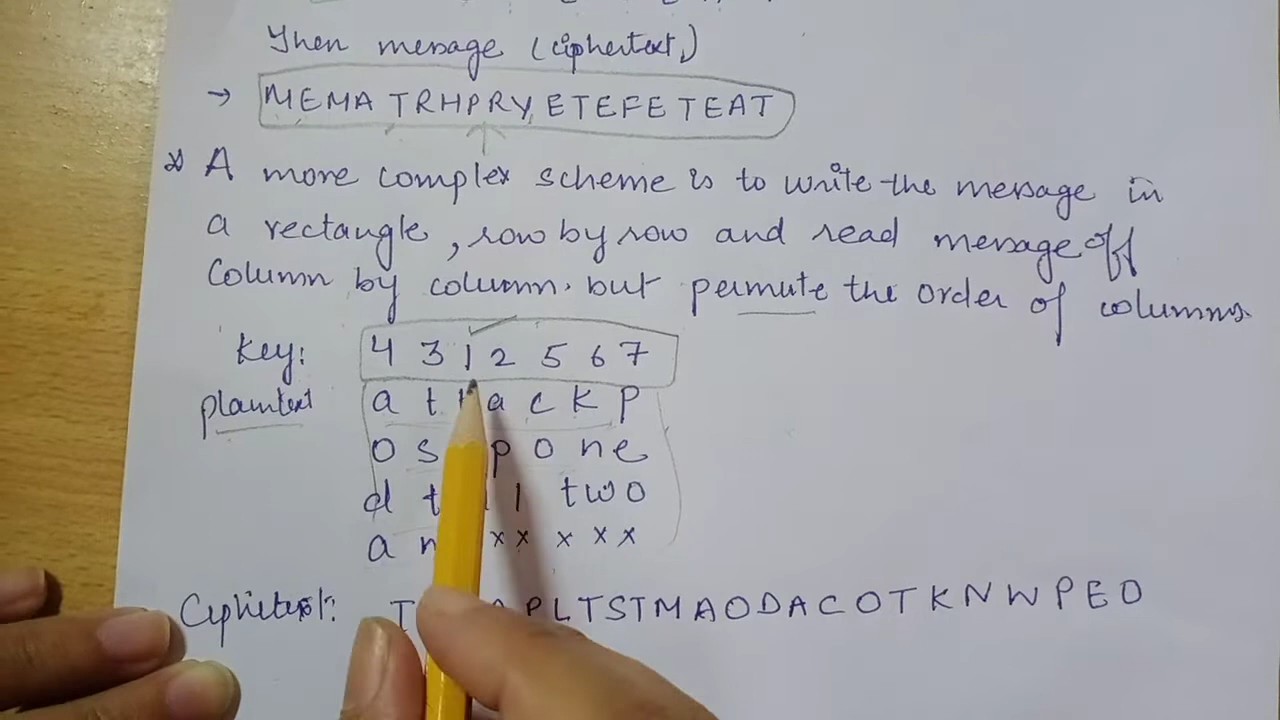 Then message (ciphertext)
→ MEMATRHPRYETEFETEAT
* A more complex scheme is to write the message in
a rectangle, row by row and read message off
column by column. but permute the order of columns
Key: 4 3 1 2 5 6 7
plaintext a t t a c k p
o s p o n e
d t l t w o
a x x x x x
Ciphertext: T PLTSTMAODACOTKNWPEO